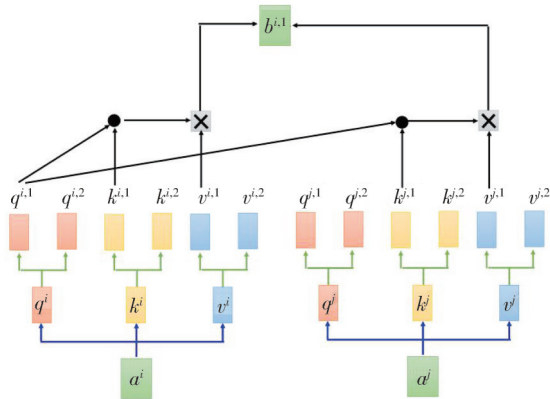 b^{i,1}
q^{i,1} q^{i,2} k^{i,1} k^{i,2} v^{i,1} v^{i,2} q^{j,1} q^{j,2} k^{j,1} k^{j,2} v^{j,1} v^{j,2}
q^i k^i v^i q^j k^j v^j
a^i a^j